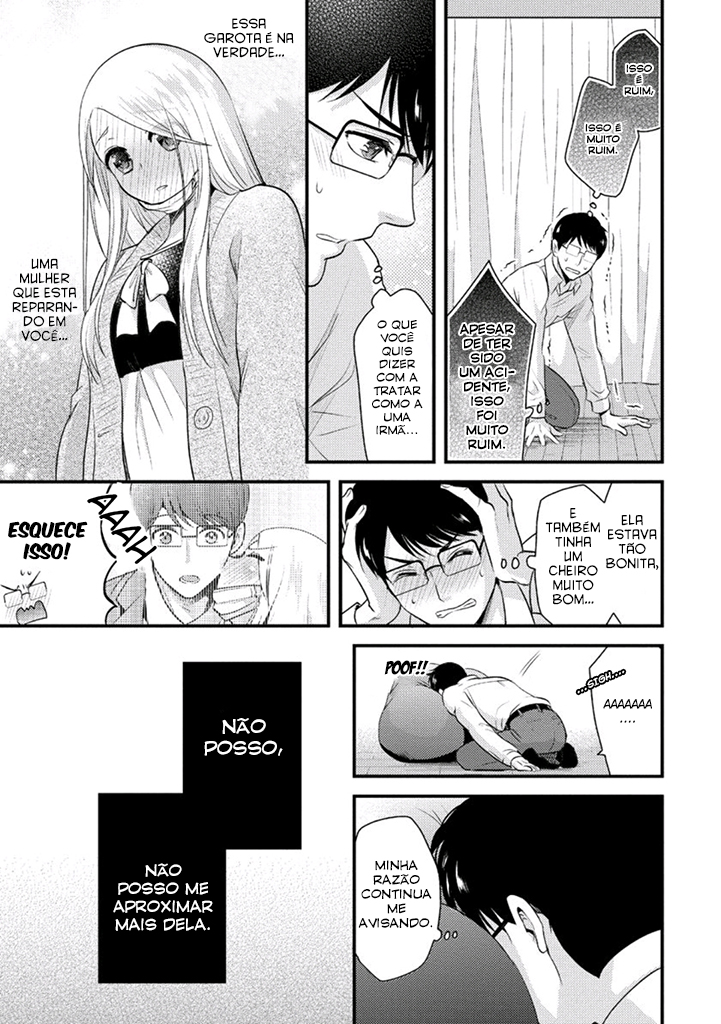 ISSO
É
RUIM,
ISSO É
MUITO
RUIM.
APESAR
DE TER
SIDO
UM ACI-
DENTE,
ISSO
FOI
MUITO
RUIM.
O QUE
VOCÊ
QUIS
DIZER
COM A
TRATAR
COMO A
UMA
IRMÃ...
ESSA
GAROTA É NA
VERDADE...
UMA
MULHER
QUE ESTA
REPARAN-
DO EM
VOCÊ...
ELA
ESTAVA
TÃO
BONITA,
E
TAMBÉM
TINHA
UM
CHEIRO
MUITO
BOM...
AAAH
ESQUECE
ISSO!
...SIGH....
AAAAAAA
....
POOF!!
MINHA
RAZÃO
CONTINUA
ME
AVISANDO.
NÃO
POSSO,
NÃO
POSSO ME
APROXIMAR
MAIS DELA.